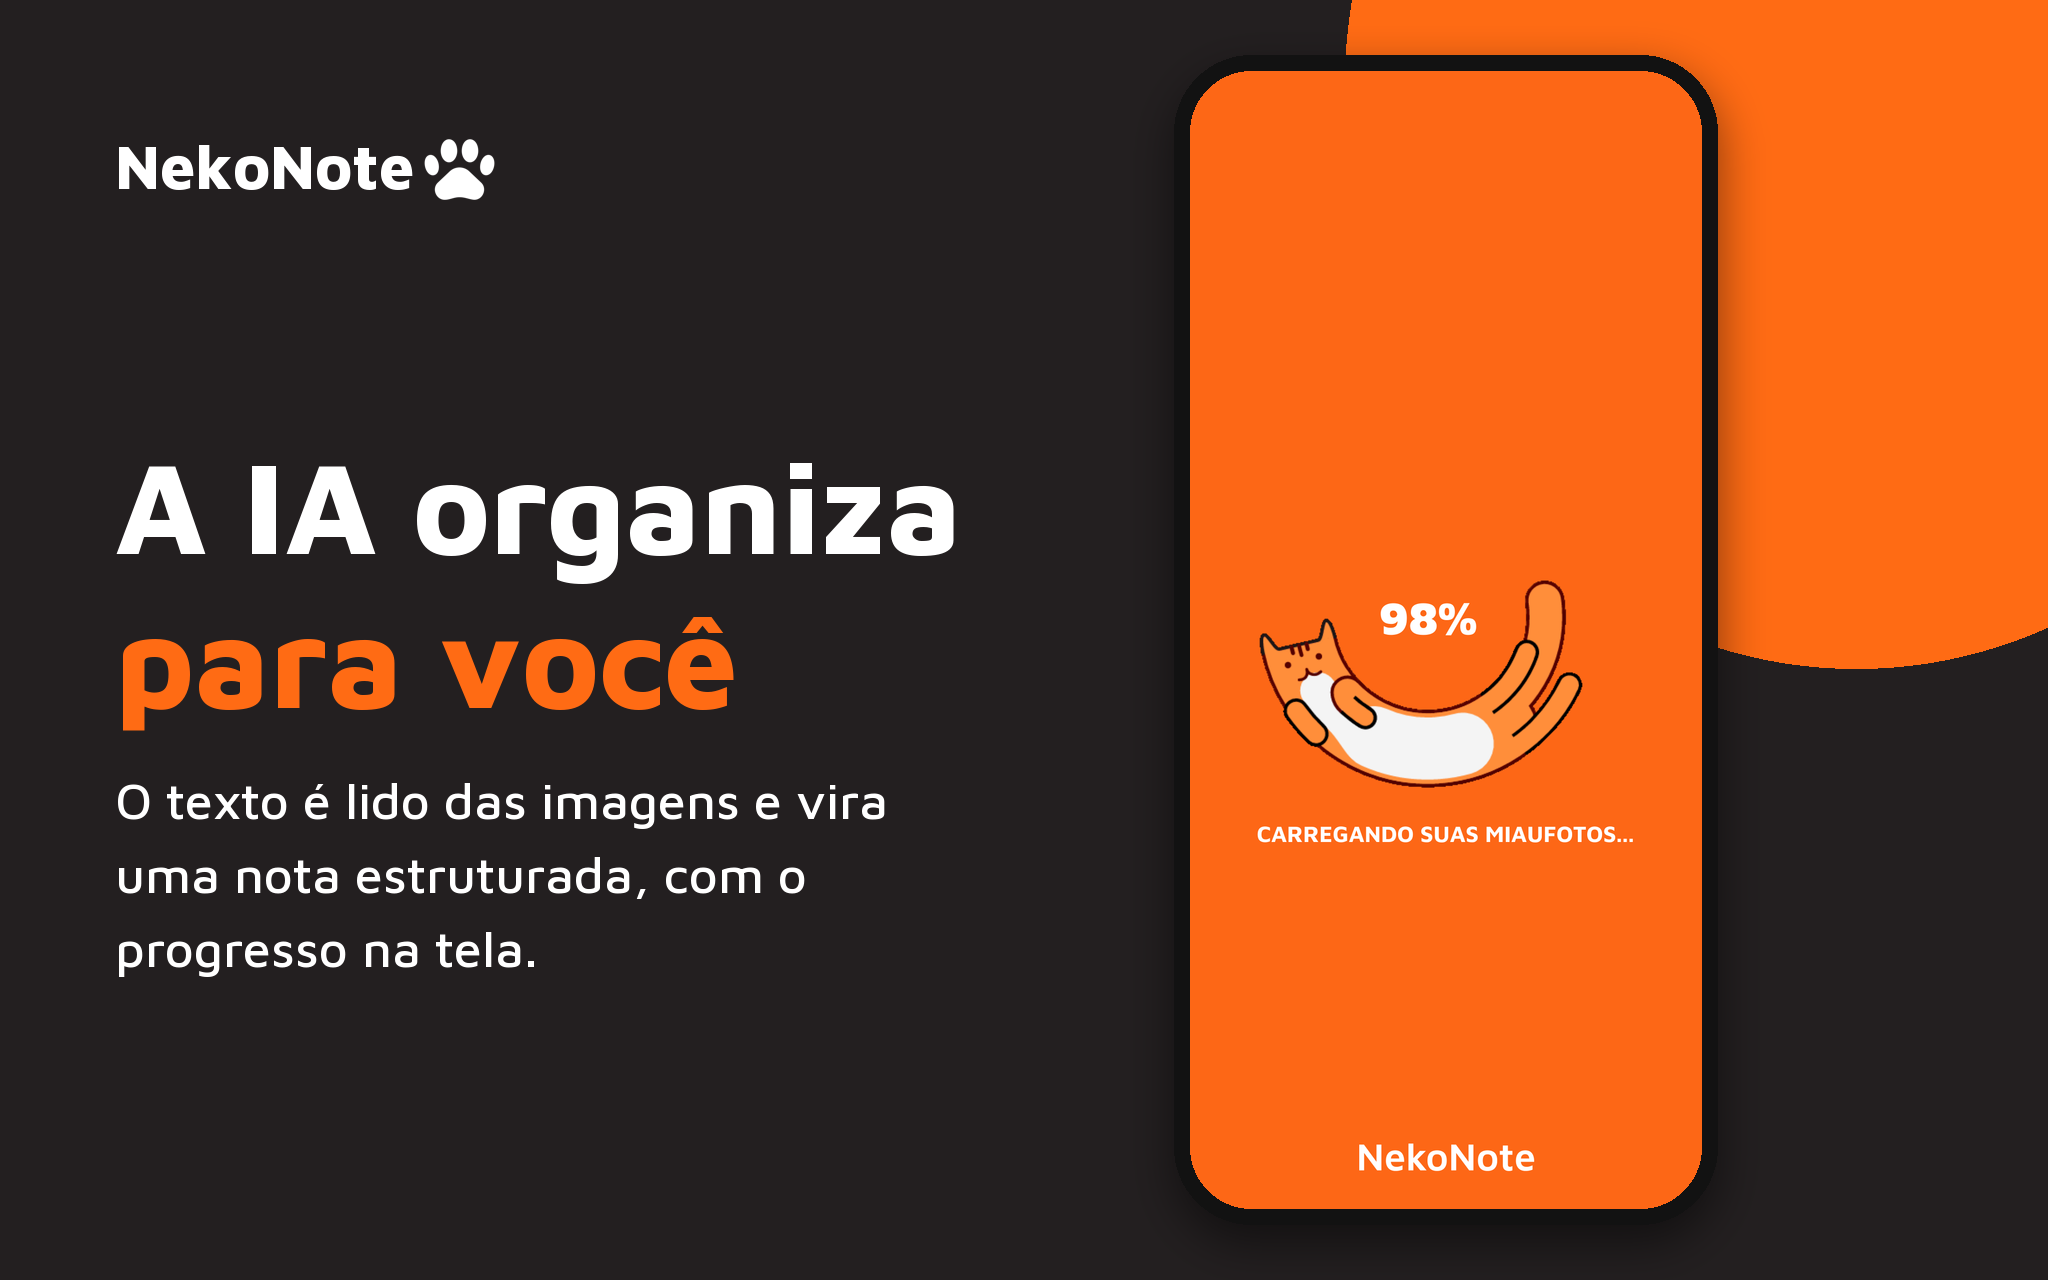 NekoNote
A IA organiza
para você
O texto é lido das imagens e vira
uma nota estruturada, com o
progresso na tela.
98%
CARREGANDO SUAS MIAUFOTOS...
NekoNote